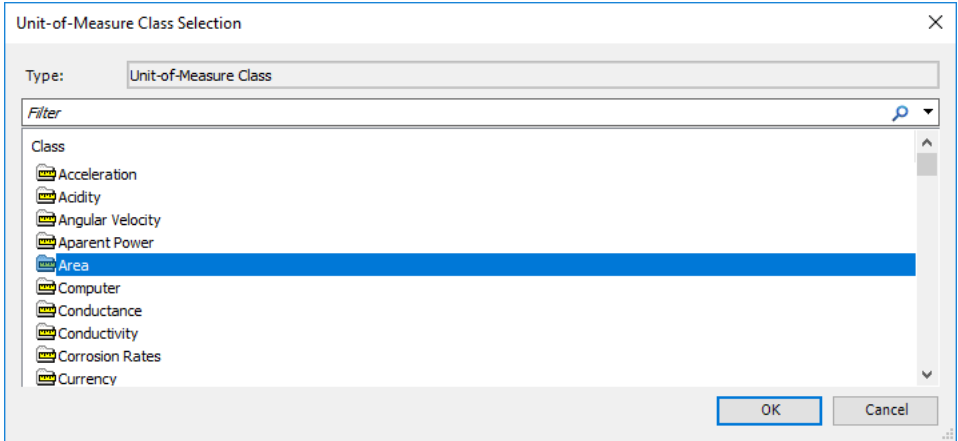 Unit-of-Measure Class Selection
Type: Unit-of-Measure Class
Filter
Class
Acceleration
Acidity
Angular Velocity
Aparent Power
Area
Computer
Conductance
Conductivity
Corrosion Rates
Currency
OK Cancel